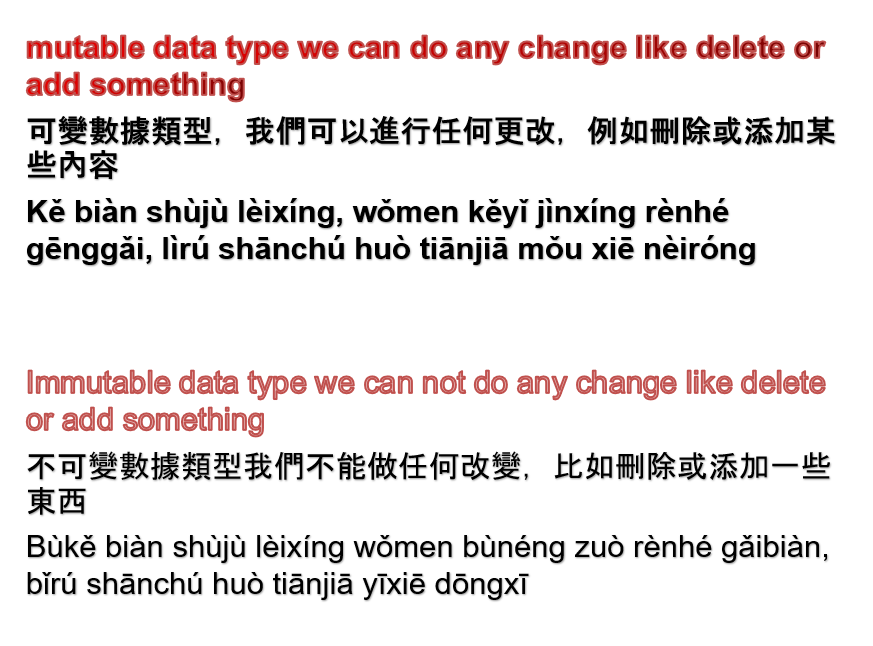 mutable data type we can do any change like delete or
add something
可變數據類型，我們可以進行任何更改，例如刪除或添加某
些內容
Kě biàn shùjù lèixíng, wǒmen kěyǐ jìnxíng rènhé
gēnggǎi, lìrú shānchú huò tiānjiā mǒu xiē nèiróng
Immutable data type we can not do any change like delete
or add something
不可變數據類型我們不能做任何改變，比如刪除或添加一些
東西
Bùkě biàn shùjù lèixíng wǒmen bùnéng zuò rènhé gǎibiàn,
bǐrú shānchú huò tiānjiā yīxiē dōngxī